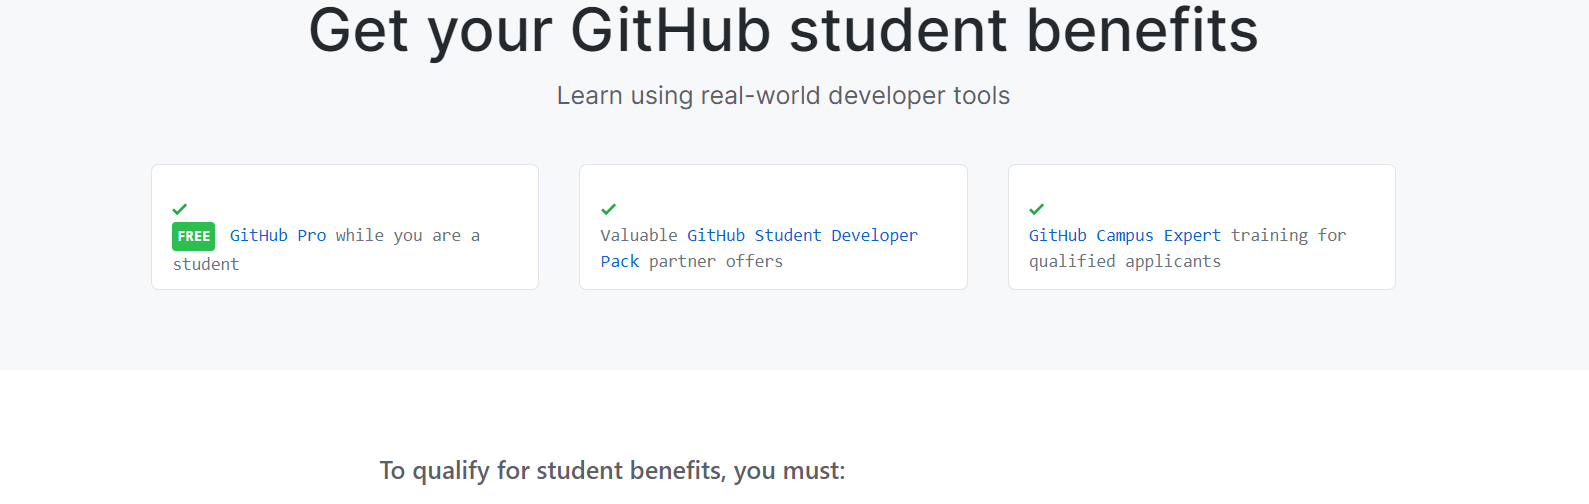 Get your GitHub student benefits
Learn using real-world developer tools
FREE GitHub Pro while you are a
student
Valuable GitHub Student Developer
Pack partner offers
GitHub Campus Expert training for
qualified applicants
To qualify for student benefits, you must: